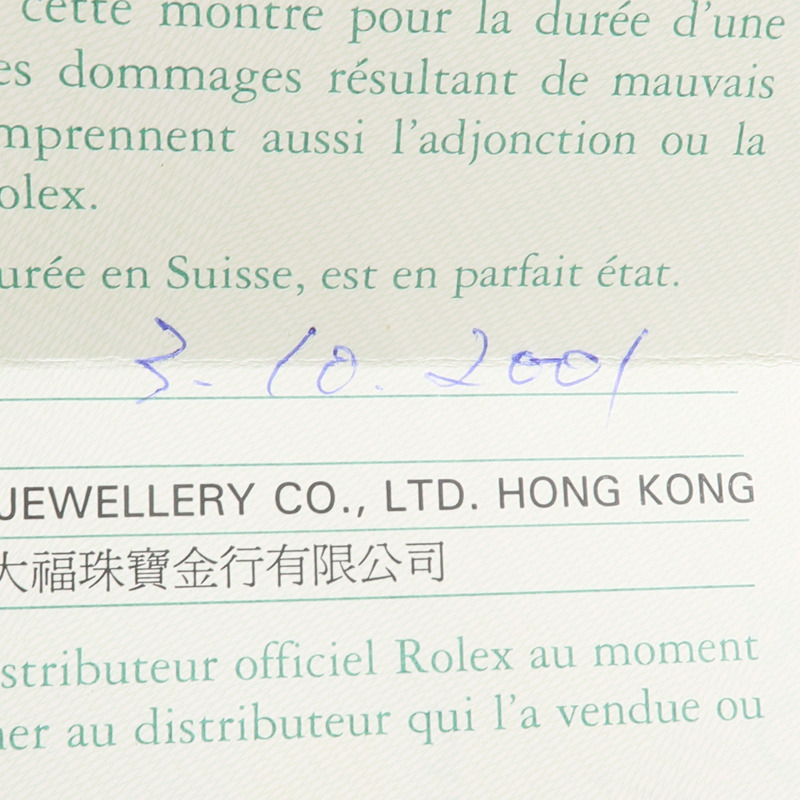 cette montre pour la durée d'une
es dommages résultant de mauvais
mprennent aussi l'adjonction ou la
olex.
urée en Suisse, est en parfait état.
3. 10. 2001
JEWELLERY CO., LTD. HONG KONG
大福珠寶金行有限公司
stributeur officiel Rolex au moment
er au distributeur qui l'a vendue ou